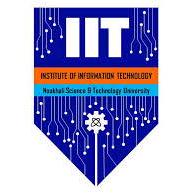 IIT
INSTITUTE OF INFORMATION TECHNOLOGY
Noakhali Science & Technology University